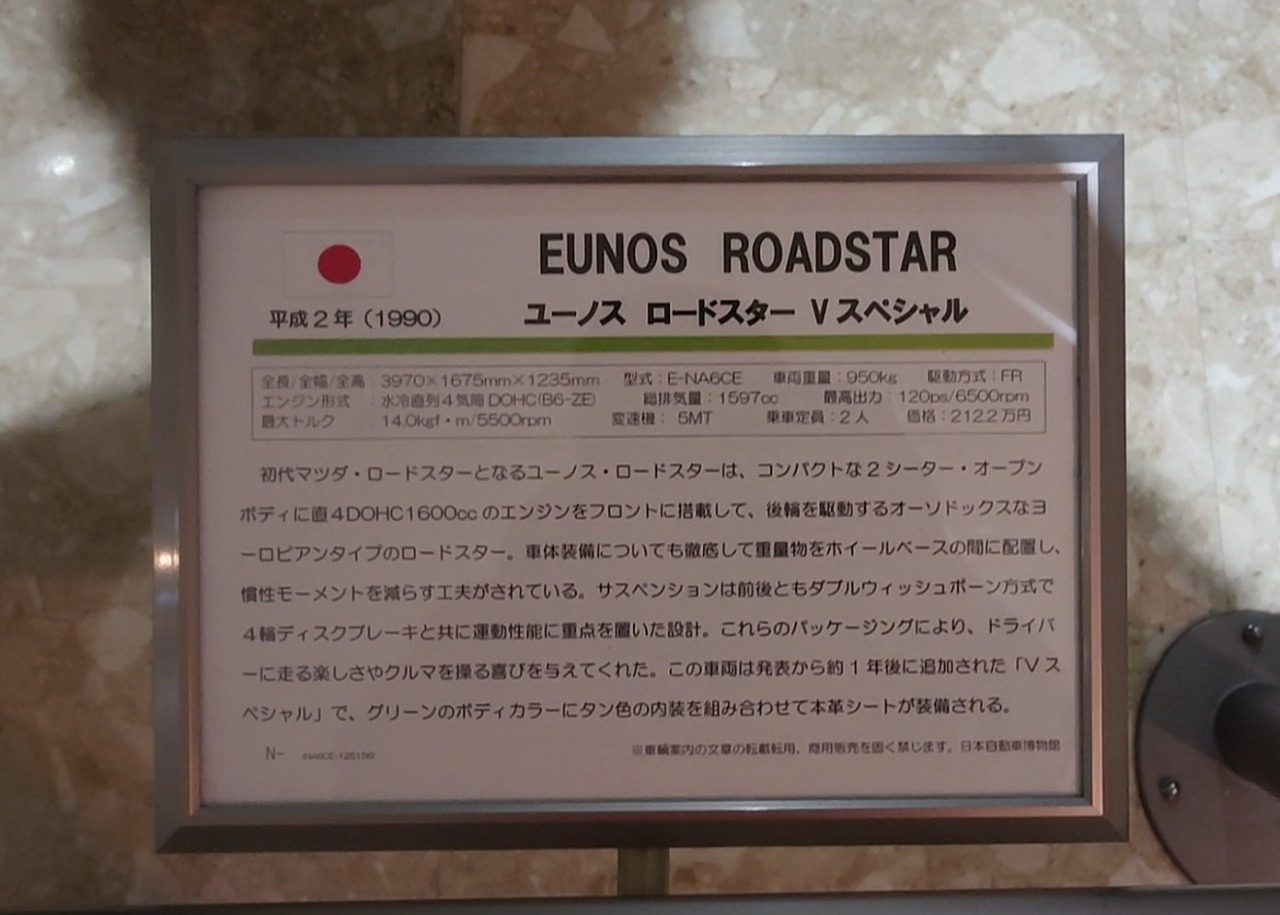 EUNOS ROADSTAR
平成2年（1990）
ユーノス ロードスター Vスペシャル
全長/全幅/全高：3970×1675mm×1235mm 型式：E-NA6CE 車両重量：950kg 駆動方式：FR
エンジン形式：水冷直列4気筒DOHC(B6-ZE) 総排気量：1597cc 最高出力：120ps/6500rpm
最大トルク：14.0kgf・m/5500rpm 変速機：5MT 乗車定員：2人 価格：212.2万円
初代マツダ・ロードスターとなるユーノス・ロードスターは、コンパクトな2シーター・オープン
ボディに直4DOHC1600ccのエンジンをフロントに搭載して、後輪を駆動するオーソドックスなヨ
ーロピアンタイプのロードスター。車体装備についても徹底して重量物をホイールベースの間に配置し、
慣性モーメントを減らす工夫がされている。サスペンションは前後ともダブルウィッシュボーン方式で
4輪ディスクブレーキと共に運動性能に重点を置いた設計。これらのパッケージングにより、ドライバ
ーに走る楽しさやクルマを操る喜びを与えてくれた。この車両は発表から約1年後に追加された「Vス
ペシャル」で、グリーンのボディカラーにタン色の内装を組み合わせて本革シートが装備される。
N-
※車輌案内の文章の転載転用、商用販売を固く禁じます。日本自動車博物館